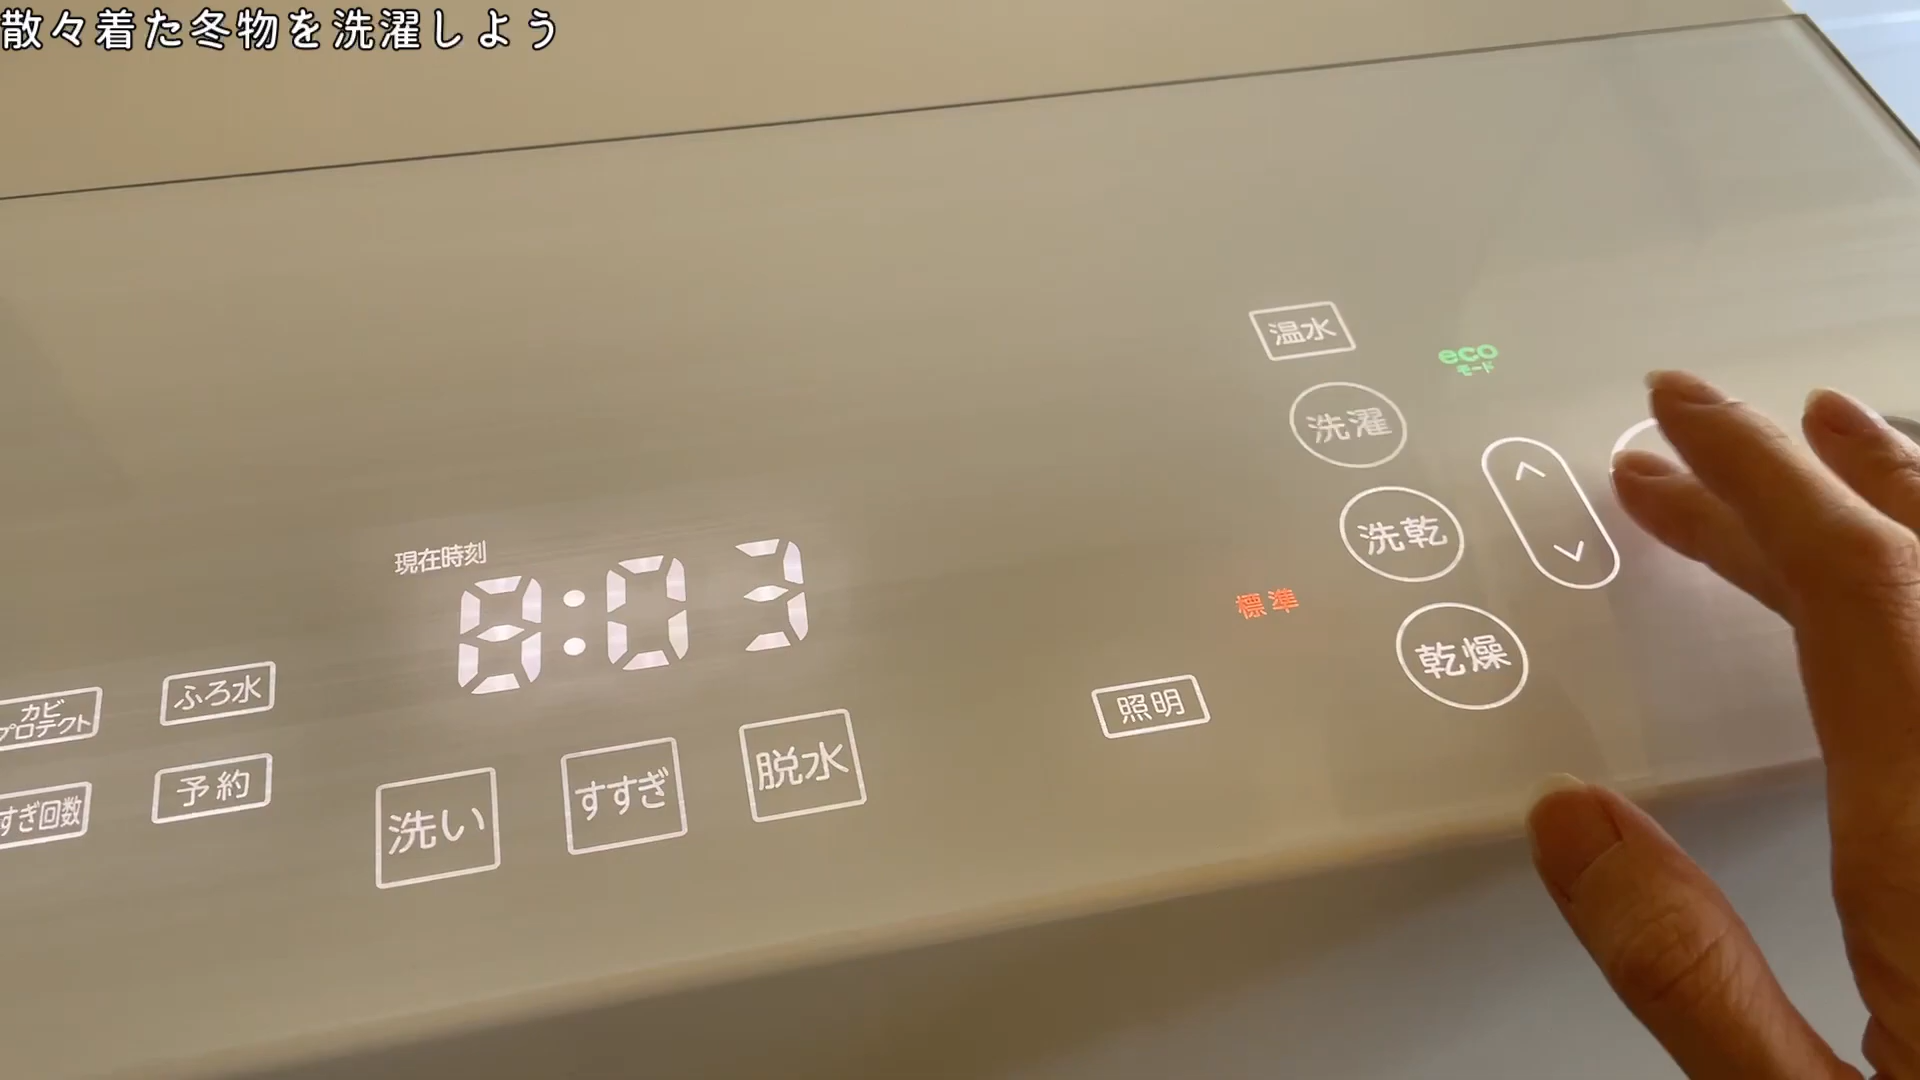 散々着た冬物を洗濯しよう
温水
eco
モード
洗濯
洗乾
標準
乾燥
照明
現在時刻
8:03
カビ
プロテクト
ふろ水
すぎ回数
予約
洗い
すすぎ
脱水